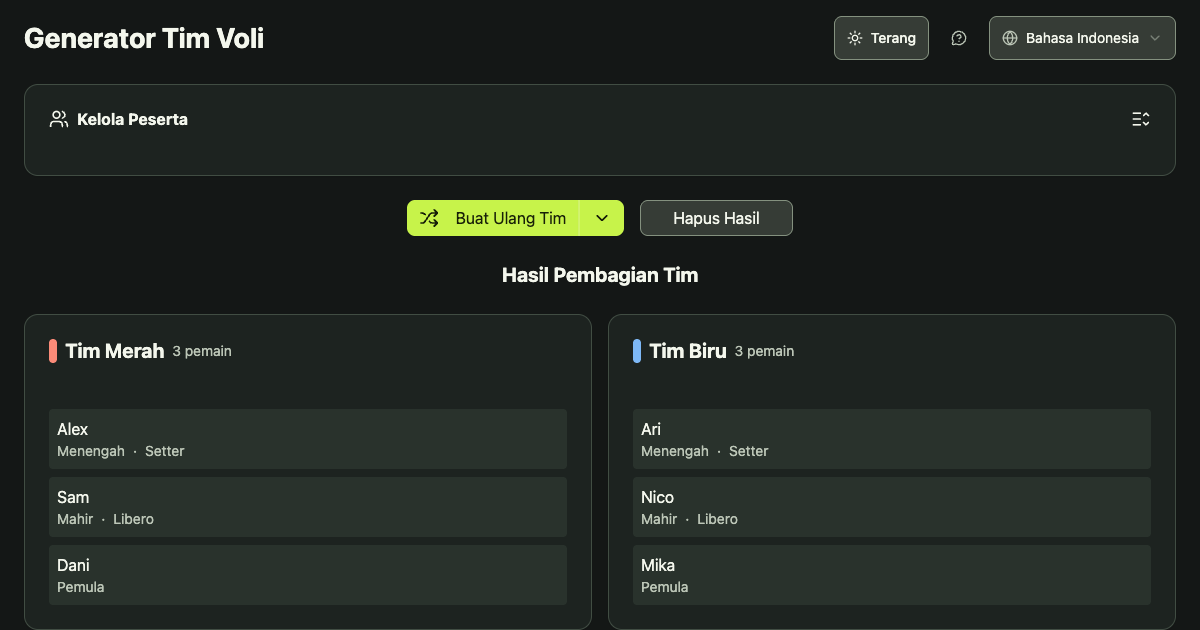 Generator Tim Voli
Terang
Bahasa Indonesia
Kelola Peserta
Buat Ulang Tim
Hapus Hasil
Hasil Pembagian Tim
Tim Merah 3 pemain
Alex
Menengah · Setter
Sam
Mahir · Libero
Dani
Pemula
Tim Biru 3 pemain
Ari
Menengah · Setter
Nico
Mahir · Libero
Mika
Pemula